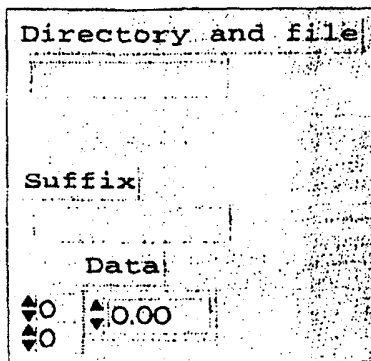 Directory and file
Suffix
Data
0 0.00
0